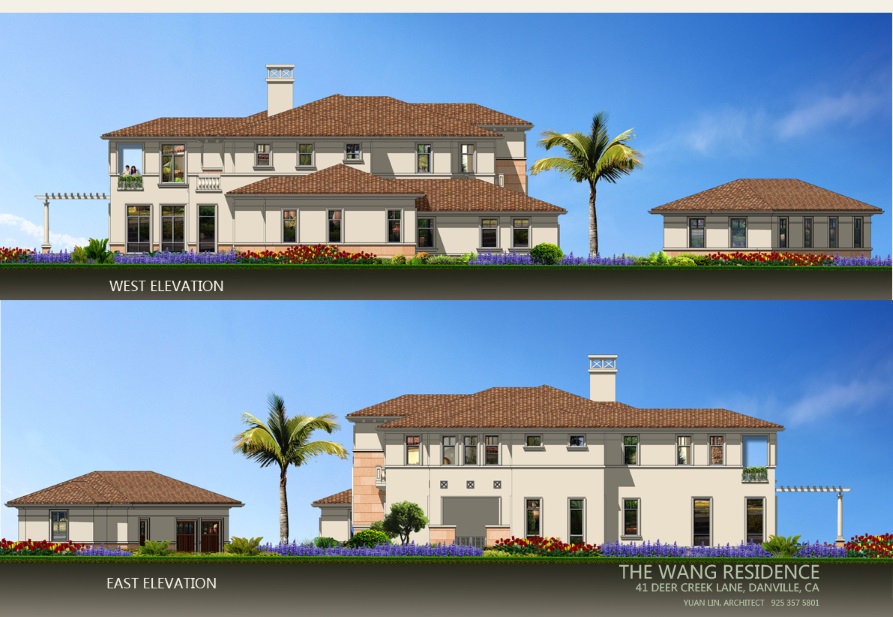 WEST ELEVATION
EAST ELEVATION
THE WANG RESIDENCE
41 DEER CREEK LANE, DANVILLE, CA
YUAN LIN. ARCHITECT 925 357 5801